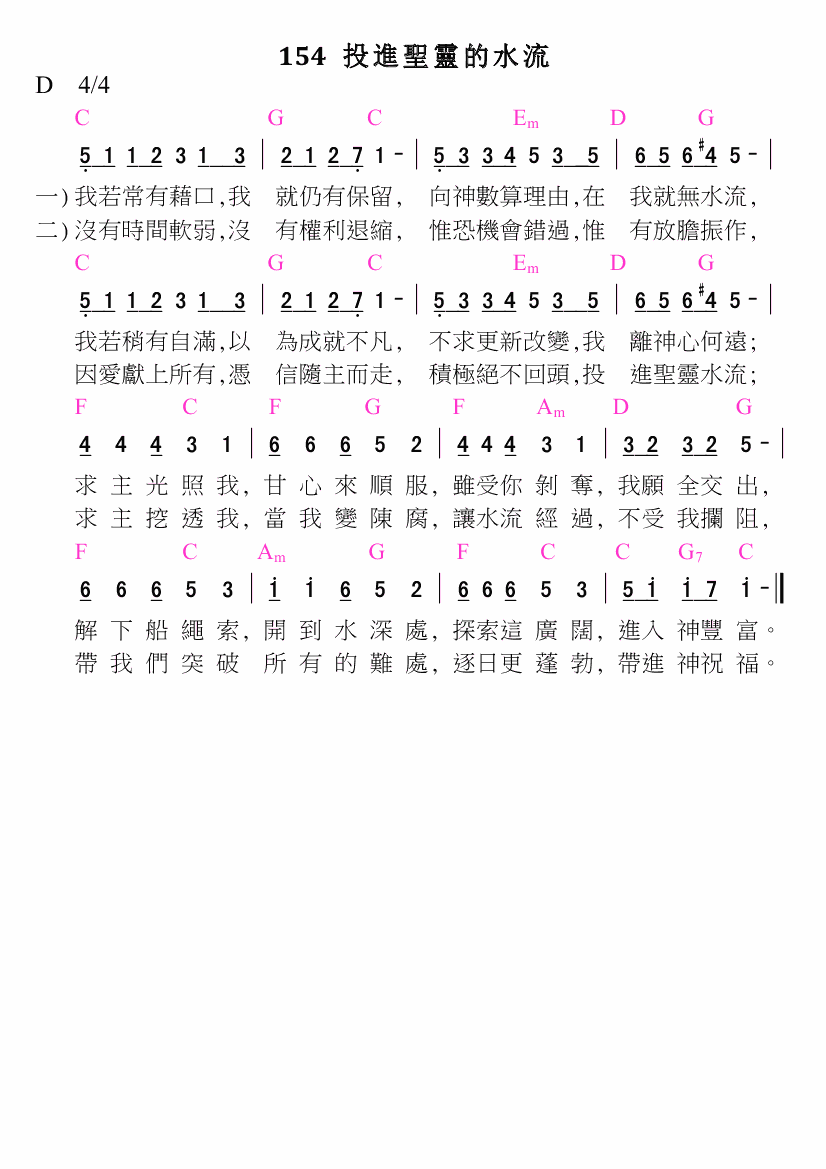 154 投進聖靈的水流
D 4/4
C G C Em D G
5 1 1 2 3 1 3 | 2 1 2 7 1 - | 5 3 3 4 5 3 5 | 6 5 6 #4 5 - |
一) 我若常有藉口,我 就仍有保留, 向神數算理由,在 我就無水流,
二) 沒有時間軟弱,沒 有權利退縮, 惟恐機會錯過,惟 有放膽振作,
C G C Em D G
5 1 1 2 3 1 3 | 2 1 2 7 1 - | 5 3 3 4 5 3 5 | 6 5 6 #4 5 - |
我若稍有自滿,以 為成就不凡, 不求更新改變,我 離神心何遠;
因愛獻上所有,憑 信隨主而走, 積極絕不回頭,投 進聖靈水流;
F C F G F Am D G
4 4 4 3 1 | 6 6 6 5 2 | 4 4 4 3 1 | 3 2 3 2 5 - |
求 主 光 照 我, 甘 心 來 順 服, 雖受你 剝 奪, 我願 全交 出,
求 主 挖 透 我, 當 我 變 陳 腐, 讓水流 經 過, 不受 我攔 阻,
F C Am G F C C G7 C
6 6 6 5 3 | i i 6 5 2 | 6 6 6 5 3 | 5 i i 7 i - ||
解 下 船 繩 索, 開 到 水 深 處, 探索這 廣 闊, 進入 神豐 富。
帶 我 們 突 破 所 有 的 難 處, 逐日更 蓬 勃, 帶進 神祝 福。